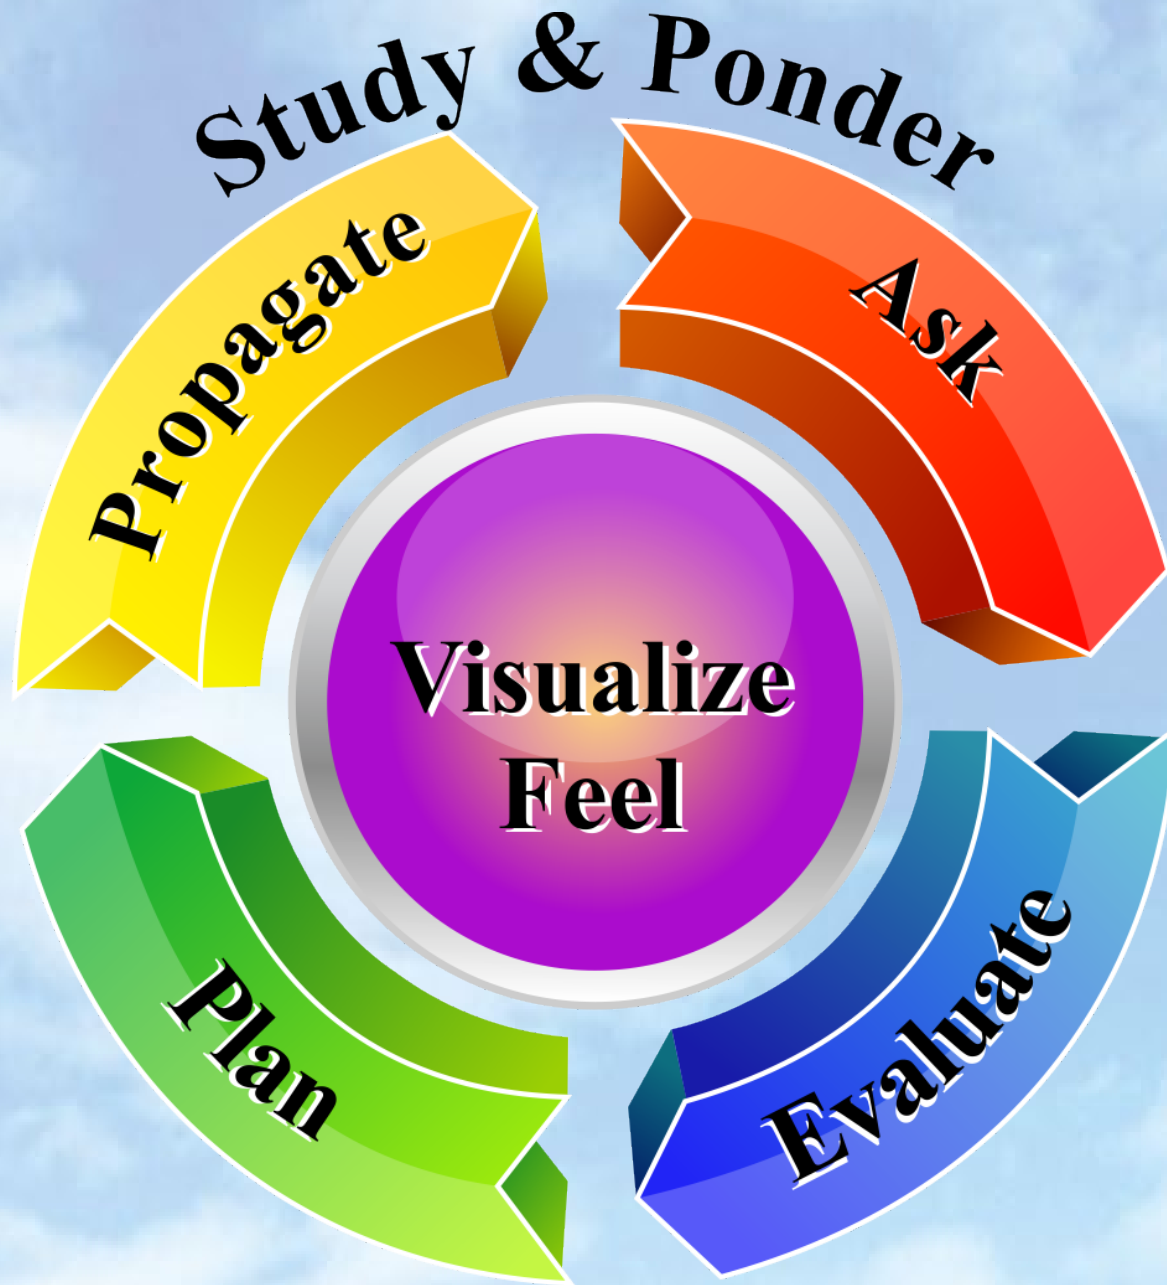 Study & Ponder
Propagate
Ask
Visualize
Feel
Plan
Evaluate